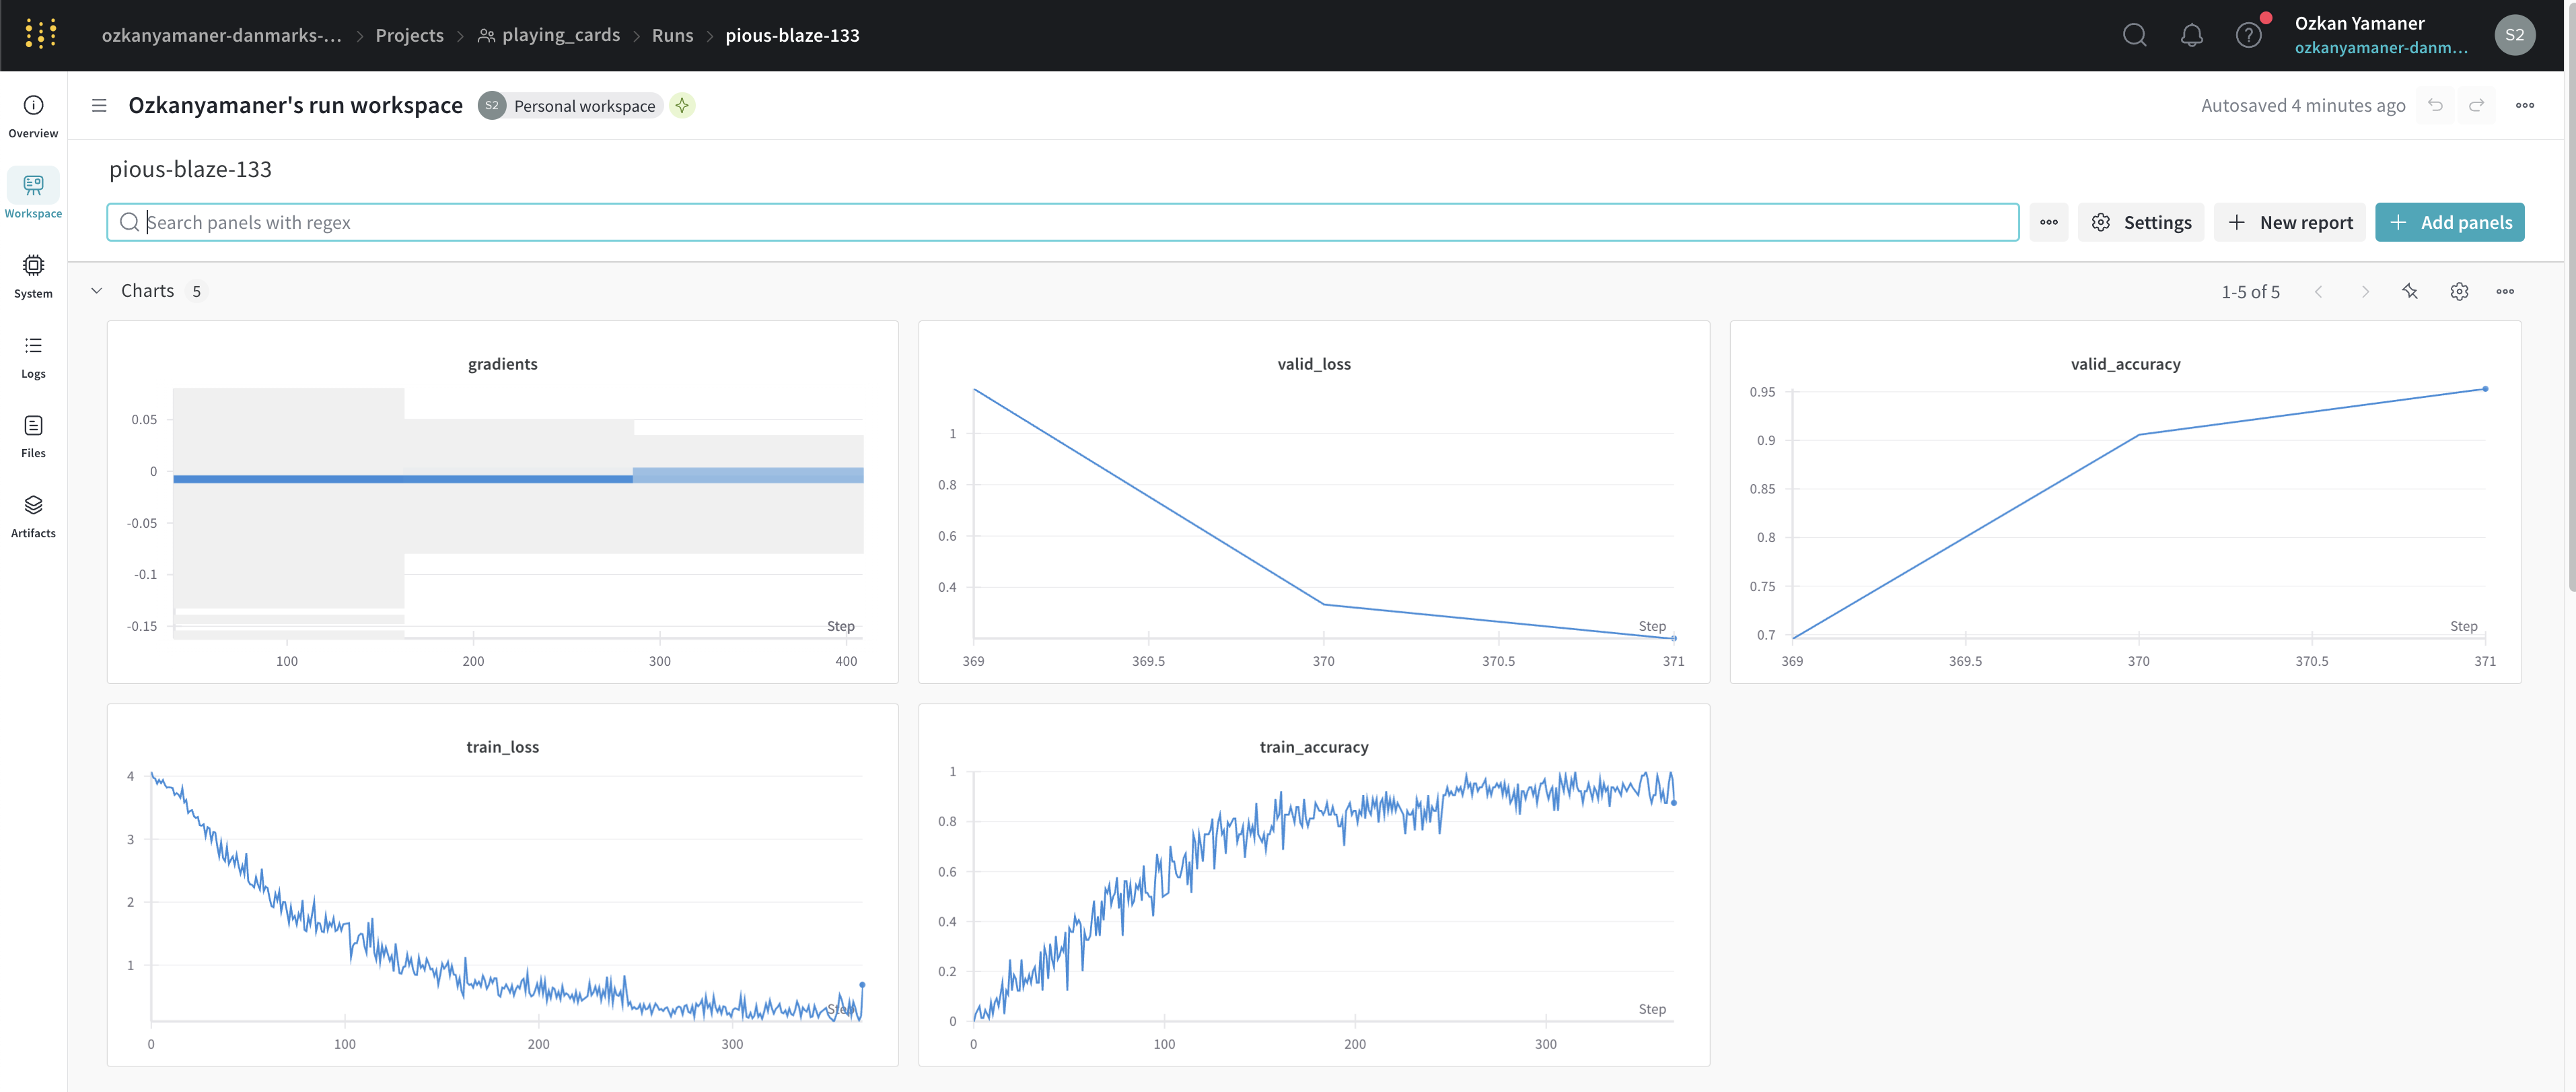 ozkanyamaner-danmarks-... > Projects > playing_cards > Runs > pious-blaze-133
Ozkan Yamaner
ozkanyamaner-danm...
S2
Ozkanyamaner's run workspace S2 Personal workspace
Autosaved 4 minutes ago
Overview
Workspace
System
Logs
Files
Artifacts
pious-blaze-133
Search panels with regex
Settings
New report
Add panels
Charts 5
1-5 of 5
gradients
0.05
0
-0.05
-0.1
-0.15
Step
100 200 300 400
valid_loss
1
0.8
0.6
0.4
Step
369 369.5 370 370.5 371
valid_accuracy
0.95
0.9
0.85
0.8
0.75
0.7
Step
369 369.5 370 370.5 371
train_loss
4
3
2
1
Step
0 100 200 300
train_accuracy
1
0.8
0.6
0.4
0.2
0
Step
0 100 200 300